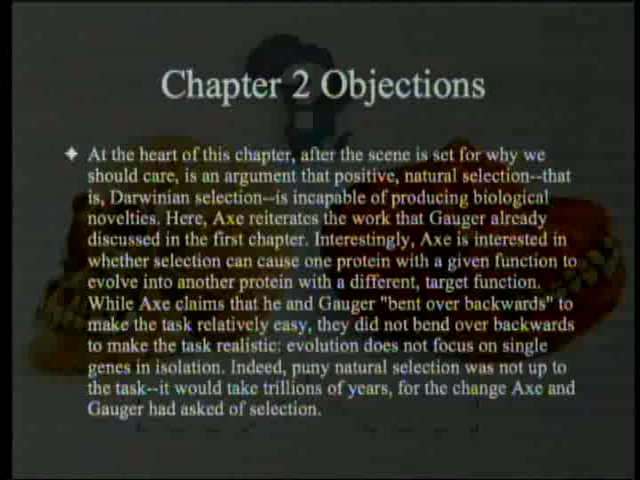 Chapter 2 Objections
At the heart of this chapter, after the scene is set for why we
should care, is an argument that positive, natural selection--that
is, Darwinian selection--is incapable of producing biological
novelties. Here, Axe reiterates the work that Gauger already
discussed in the first chapter. Interestingly, Axe is interested in
whether selection can cause one protein with a given function to
evolve into another protein with a different, target function.
While Axe claims that he and Gauger "bent over backwards" to
make the task relatively easy, they did not bend over backwards
to make the task realistic; evolution does not focus on single
genes in isolation. Indeed, puny natural selection was not up to
the task--it would take trillions of years, for the change Axe and
Gauger had asked of selection.